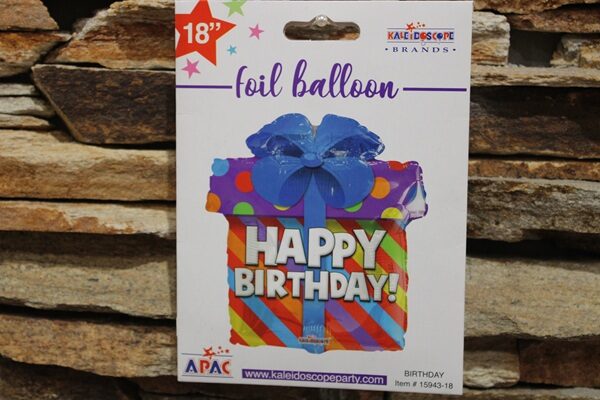 18"
KALEIDOSCOPE
BRANDS
foil balloon
HAPPY
BIRTHDAY!
APAC
www.kaleidoscopeparty.com
BIRTHDAY
Item # 15943-18